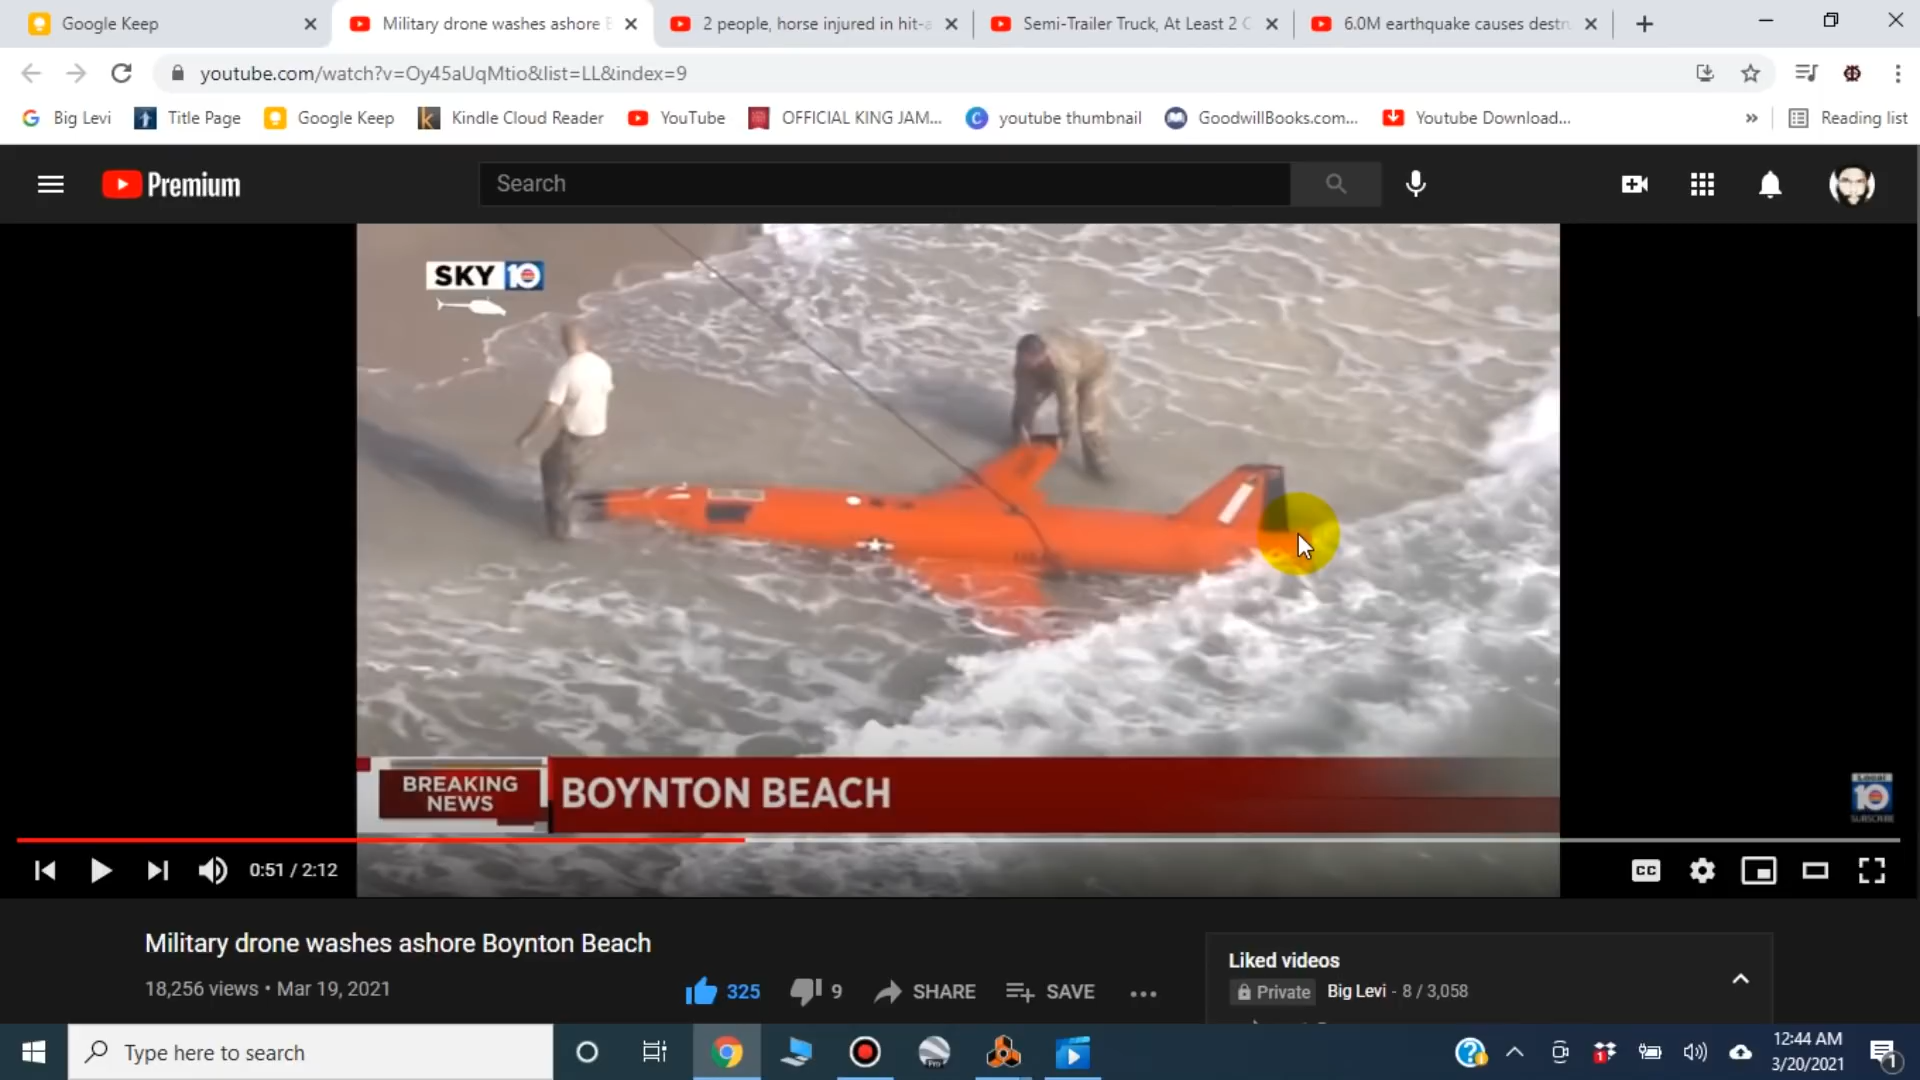 Google Keep
Military drone washes ashore
2 people, horse injured in hit-a
Semi-Trailer Truck, At Least 2 C
6.0M earthquake causes destru
youtube.com/watch?v=Oy45aUqMtio&list=LL&index=9
Big Levi
Title Page
Google Keep
Kindle Cloud Reader
YouTube
OFFICIAL KING JAM...
youtube thumbnail
GoodwillBooks.com...
Youtube Download...
»
Reading list
Premium
Search
SKY 10
BREAKING
NEWS
BOYNTON BEACH
Local
10
SUBSCRIBE
0:51 / 2:12
CC
Military drone washes ashore Boynton Beach
18,256 views • Mar 19, 2021
325
9
SHARE
SAVE
Liked videos
Private
Big Levi - 8 / 3,058
Type here to search
12:44 AM
3/20/2021